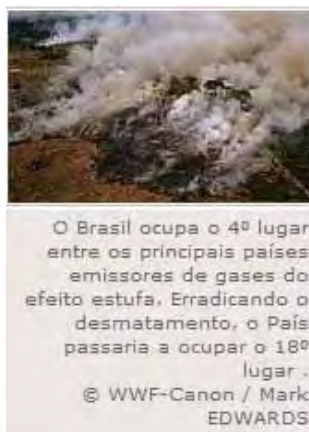 O Brasil ocupa o 4º lugar
entre os principais países
emissores de gases do
efeito estufa. Erradicando o
desmatamento, o País
passaria a ocupar o 18º
lugar .
© WWF-Canon / Mark
EDWARDS